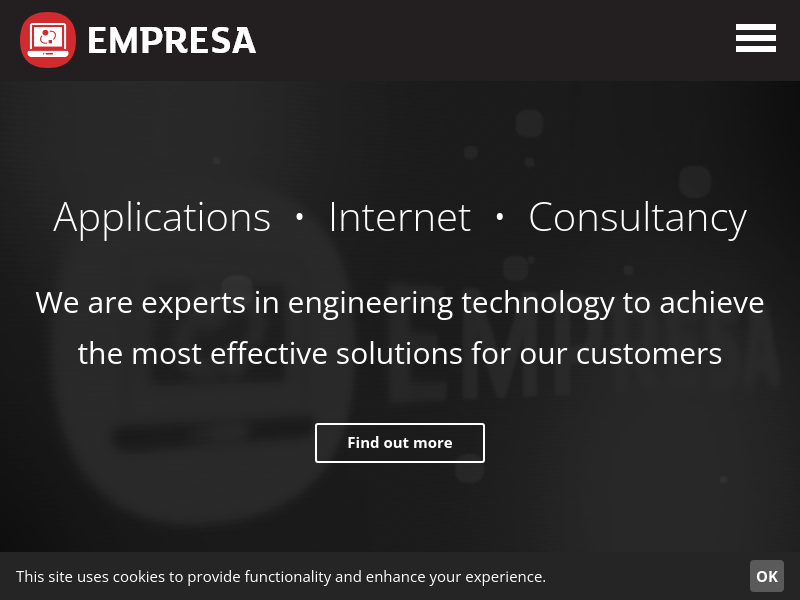 EMPRESA
Applications • Internet • Consultancy
We are experts in engineering technology to achieve
the most effective solutions for our customers
Find out more
This site uses cookies to provide functionality and enhance your experience.
OK